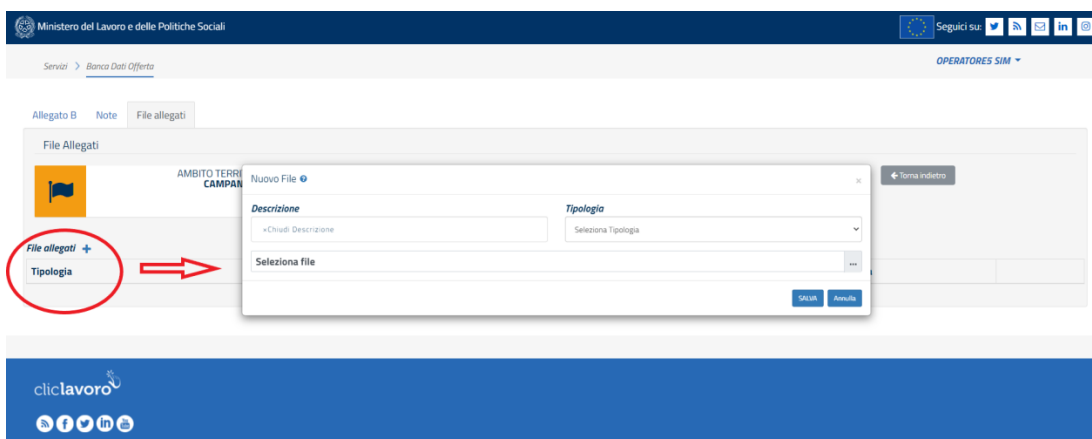 Ministero del Lavoro e delle Politiche Sociali
Seguici su:
Servizi > Banca Dati Offerta
OPERATORE5 SIM
Allegato B Note File allegati
File Allegati
AMBITO TERRI
CAMPAN
Torna indietro
Nuovo File
×
Descrizione Tipologia
«Chiudi Descrizione Seleziona Tipologia
Seleziona file ...
SALVA Annulla
File allegati +
Tipologia
cliclavoro